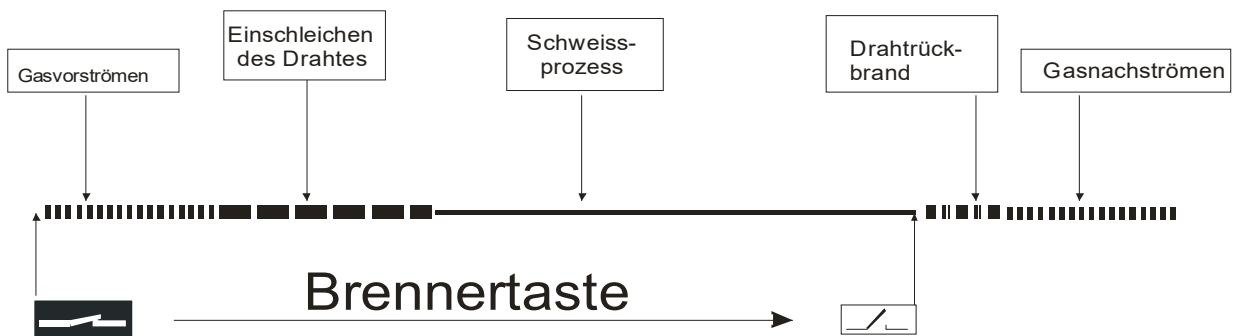 Gasvorströmen
Einschleichen
des Drahtes
Schweiss-
prozess
Drahtrück-
brand
Gasnachströmen
Brennertaste